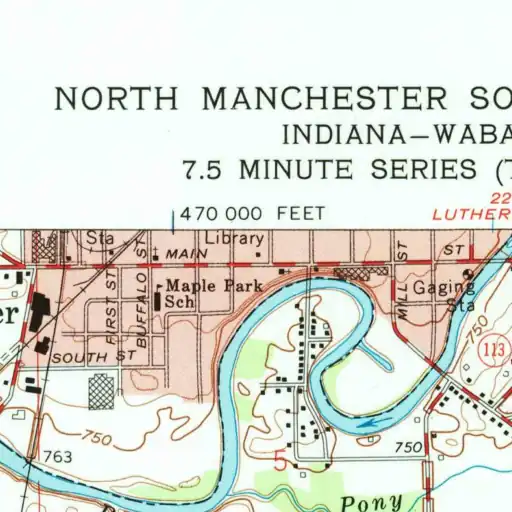 NORTH MANCHESTER SO
INDIANA—WABA
7.5 MINUTE SERIES (T
22
470 000 FEET
LUTHER
Sta
Library
MAIN
ST
ST
BUFFALO ST
FIRST ST
Maple Park
Sch
MILL ST
Gaging
Sta
er
SOUTH ST
750
113
750
750
763
5
Pony